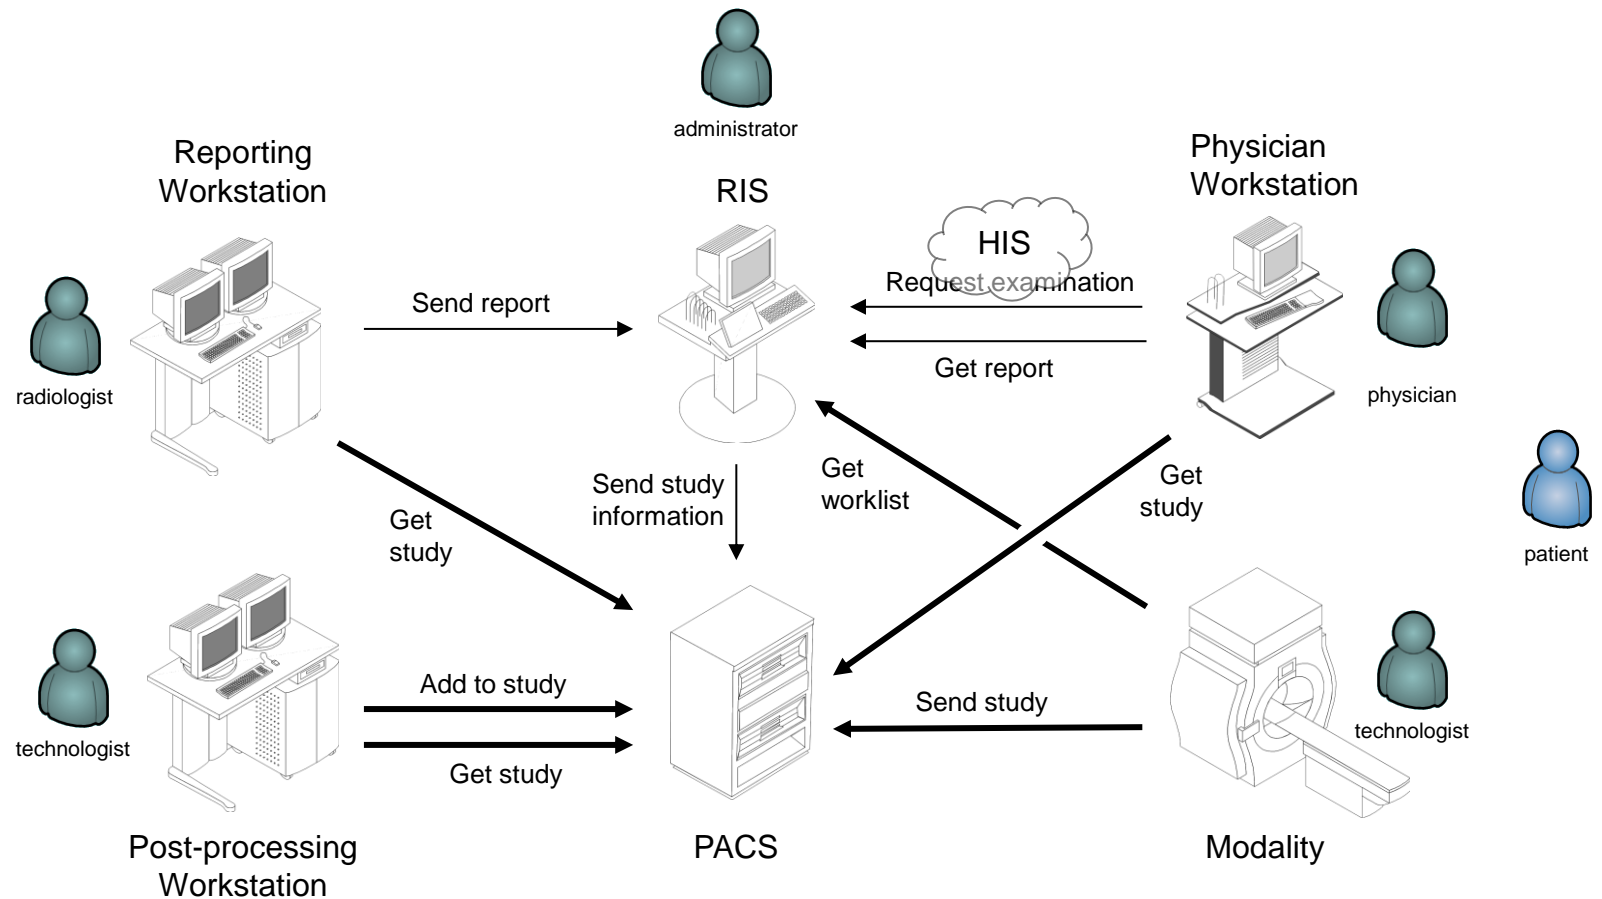 administrator
Reporting
Workstation
RIS
Physician
Workstation
HIS
Request examination
Send report
Get report
radiologist
physician
Get
worklist
Get
study
Send study
information
Get
study
patient
Add to study
Send study
technologist
technologist
Get study
Post-processing
Workstation
PACS
Modality